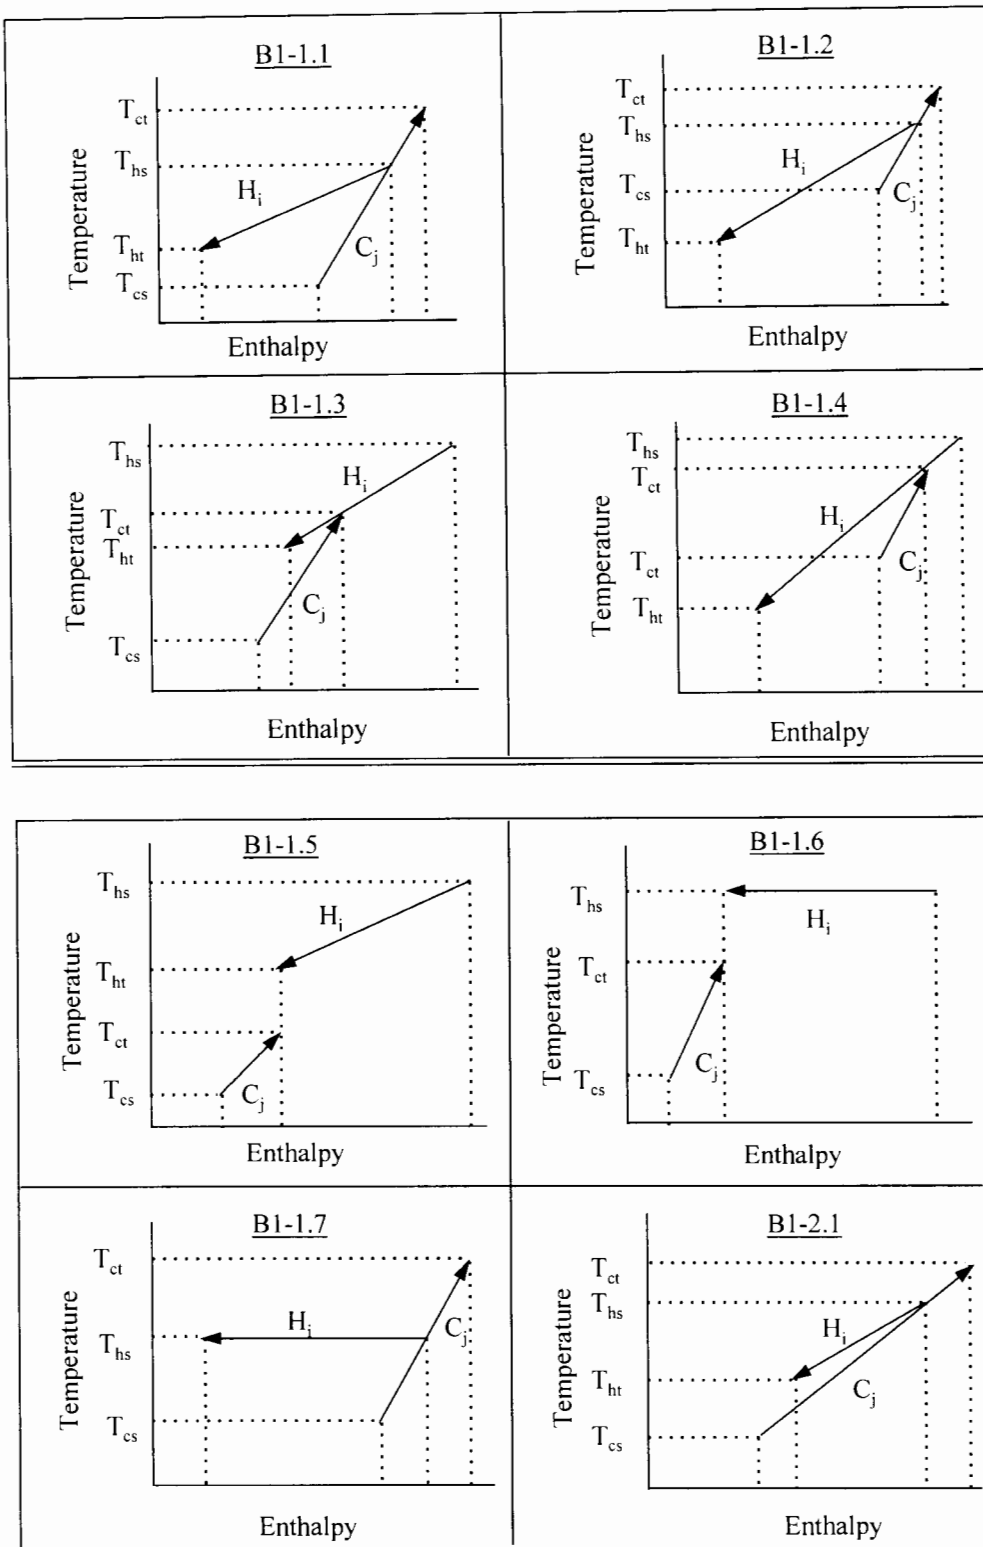 B1-1.1
T_ct
T_hs
H_i
T_ht
C_j
T_cs
Temperature
Enthalpy
B1-1.2
T_ct
T_hs
H_i
T_cs
C_j
T_ht
Temperature
Enthalpy
B1-1.3
T_hs
H_i
T_ct
T_ht
C_j
T_cs
Temperature
Enthalpy
B1-1.4
T_hs
T_ct
H_i
T_ct
C_j
T_ht
Temperature
Enthalpy
B1-1.5
T_hs
H_i
T_ht
T_ct
T_cs
C_j
Temperature
Enthalpy
B1-1.6
T_hs
H_i
T_ct
C_j
T_cs
Temperature
Enthalpy
B1-1.7
T_ct
H_i
C_j
T_hs
T_cs
Temperature
Enthalpy
B1-2.1
T_ct
T_hs
H_i
T_ht
C_j
T_cs
Temperature
Enthalpy